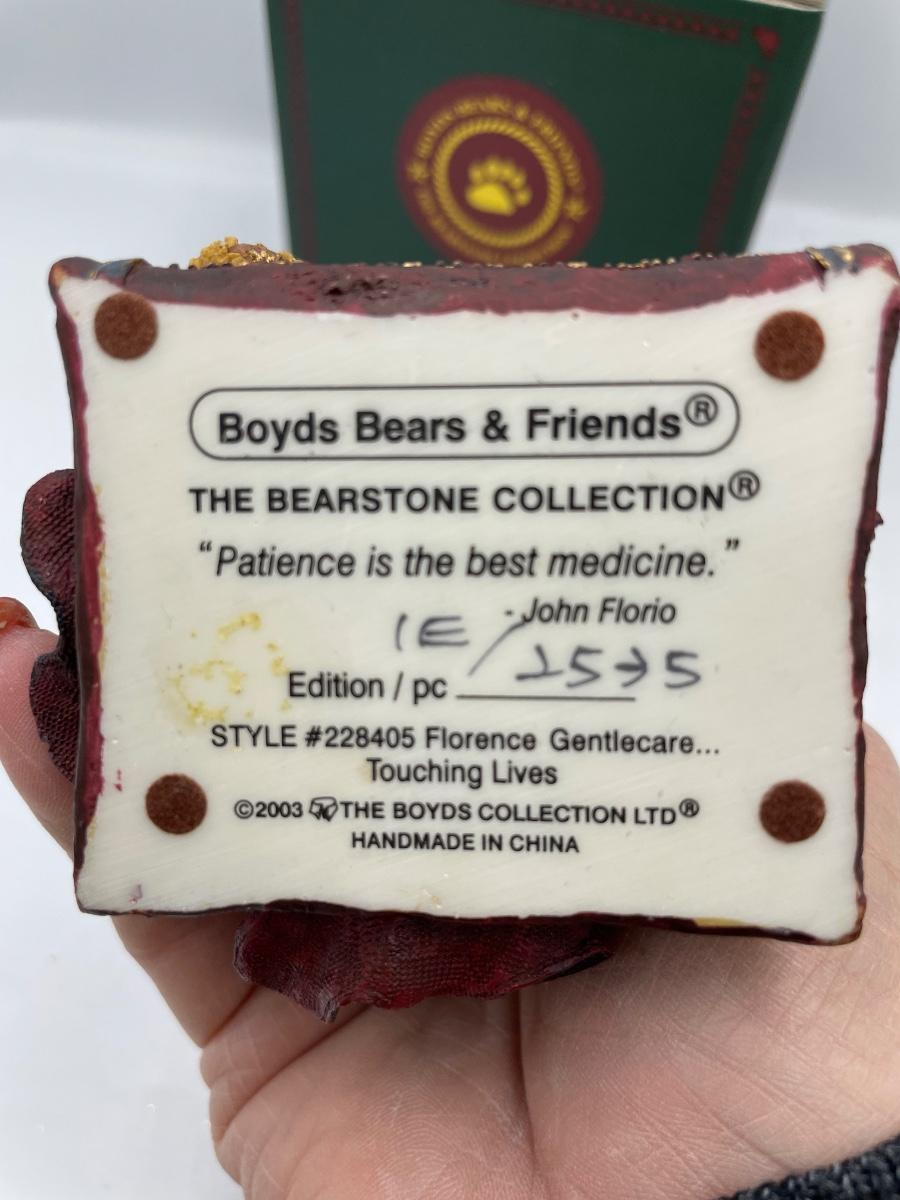 Boyds Bears & Friends®
THE BEARSTONE COLLECTION®
“Patience is the best medicine.”
- John Florio
Edition / pc 1E/2575
STYLE #228405 Florence Gentlecare...
Touching Lives
©2003 THE BOYDS COLLECTION LTD®
HANDMADE IN CHINA